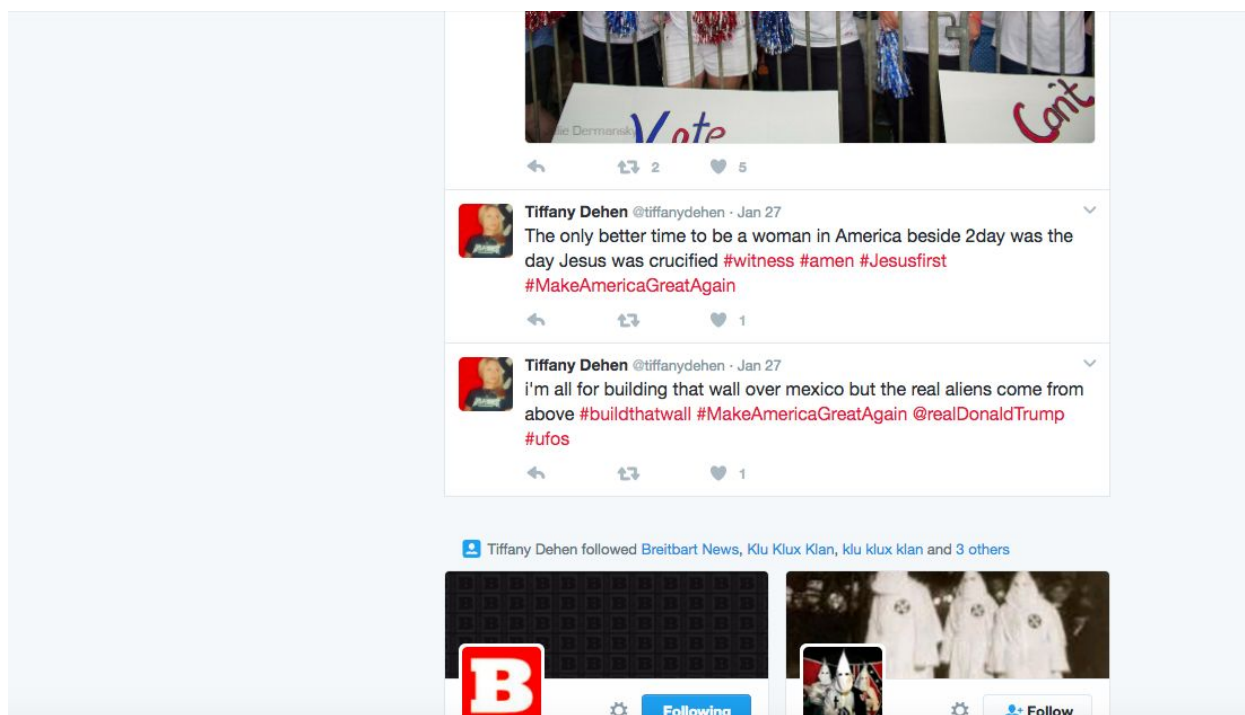 Vote
Can't
Julie Dermansky
2
5
Tiffany Dehen @tiffanydehen · Jan 27
The only better time to be a woman in America beside 2day was the
day Jesus was crucified #witness #amen #Jesusfirst
#MakeAmericaGreatAgain
1
Tiffany Dehen @tiffanydehen · Jan 27
i'm all for building that wall over mexico but the real aliens come from
above #buildthatwall #MakeAmericaGreatAgain @realDonaldTrump
#ufos
1
Tiffany Dehen followed Breitbart News, Klu Klux Klan, klu klux klan and 3 others
B
Following
Follow